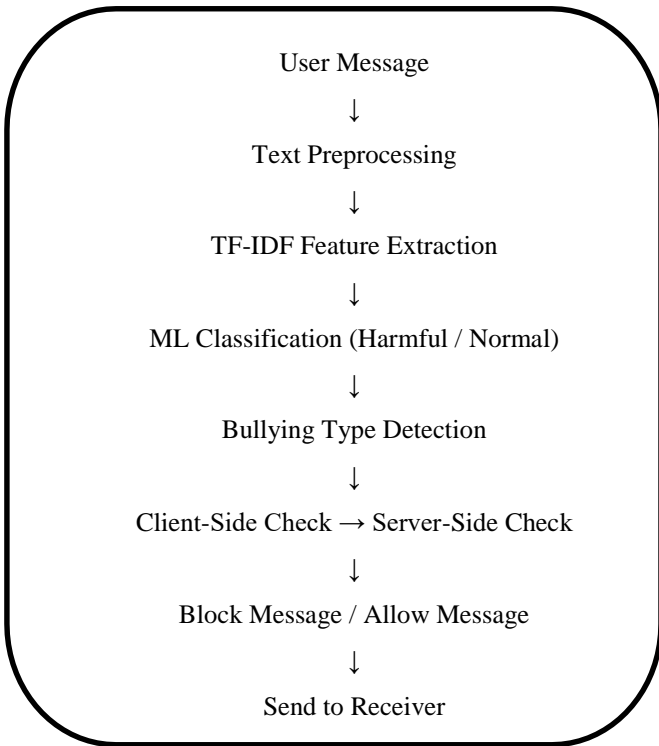 User Message
↓
Text Preprocessing
↓
TF-IDF Feature Extraction
↓
ML Classification (Harmful / Normal)
↓
Bullying Type Detection
↓
Client-Side Check → Server-Side Check
↓
Block Message / Allow Message
↓
Send to Receiver